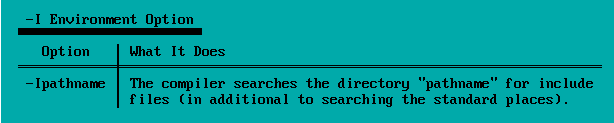 -I Environment Option
Option What It Does
-Ipathname The compiler searches the directory "pathname" for include
files (in additional to searching the standard places).